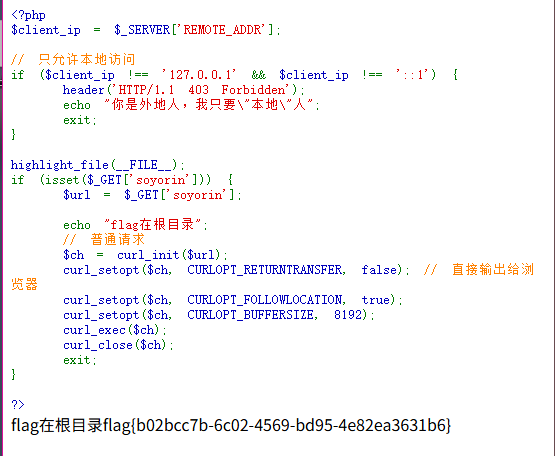 <?php
$client_ip = $_SERVER['REMOTE_ADDR'];
// 只允许本地访问
if ($client_ip !== '127.0.0.1' && $client_ip !== '::1') {
header('HTTP/1.1 403 Forbidden');
echo "你是外地人，我只要\"本地\"人";
exit;
}
highlight_file(__FILE__);
if (isset($_GET['soyorin'])) {
$url = $_GET['soyorin'];
echo "flag在根目录";
// 普通请求
$ch = curl_init($url);
curl_setopt($ch, CURLOPT_RETURNTRANSFER, false); // 直接输出给浏
览器
curl_setopt($ch, CURLOPT_FOLLOWLOCATION, true);
curl_setopt($ch, CURLOPT_BUFFERSIZE, 8192);
curl_exec($ch);
curl_close($ch);
exit;
}
?>
flag在根目录flag{b02bcc7b-6c02-4569-bd95-4e82ea3631b6}